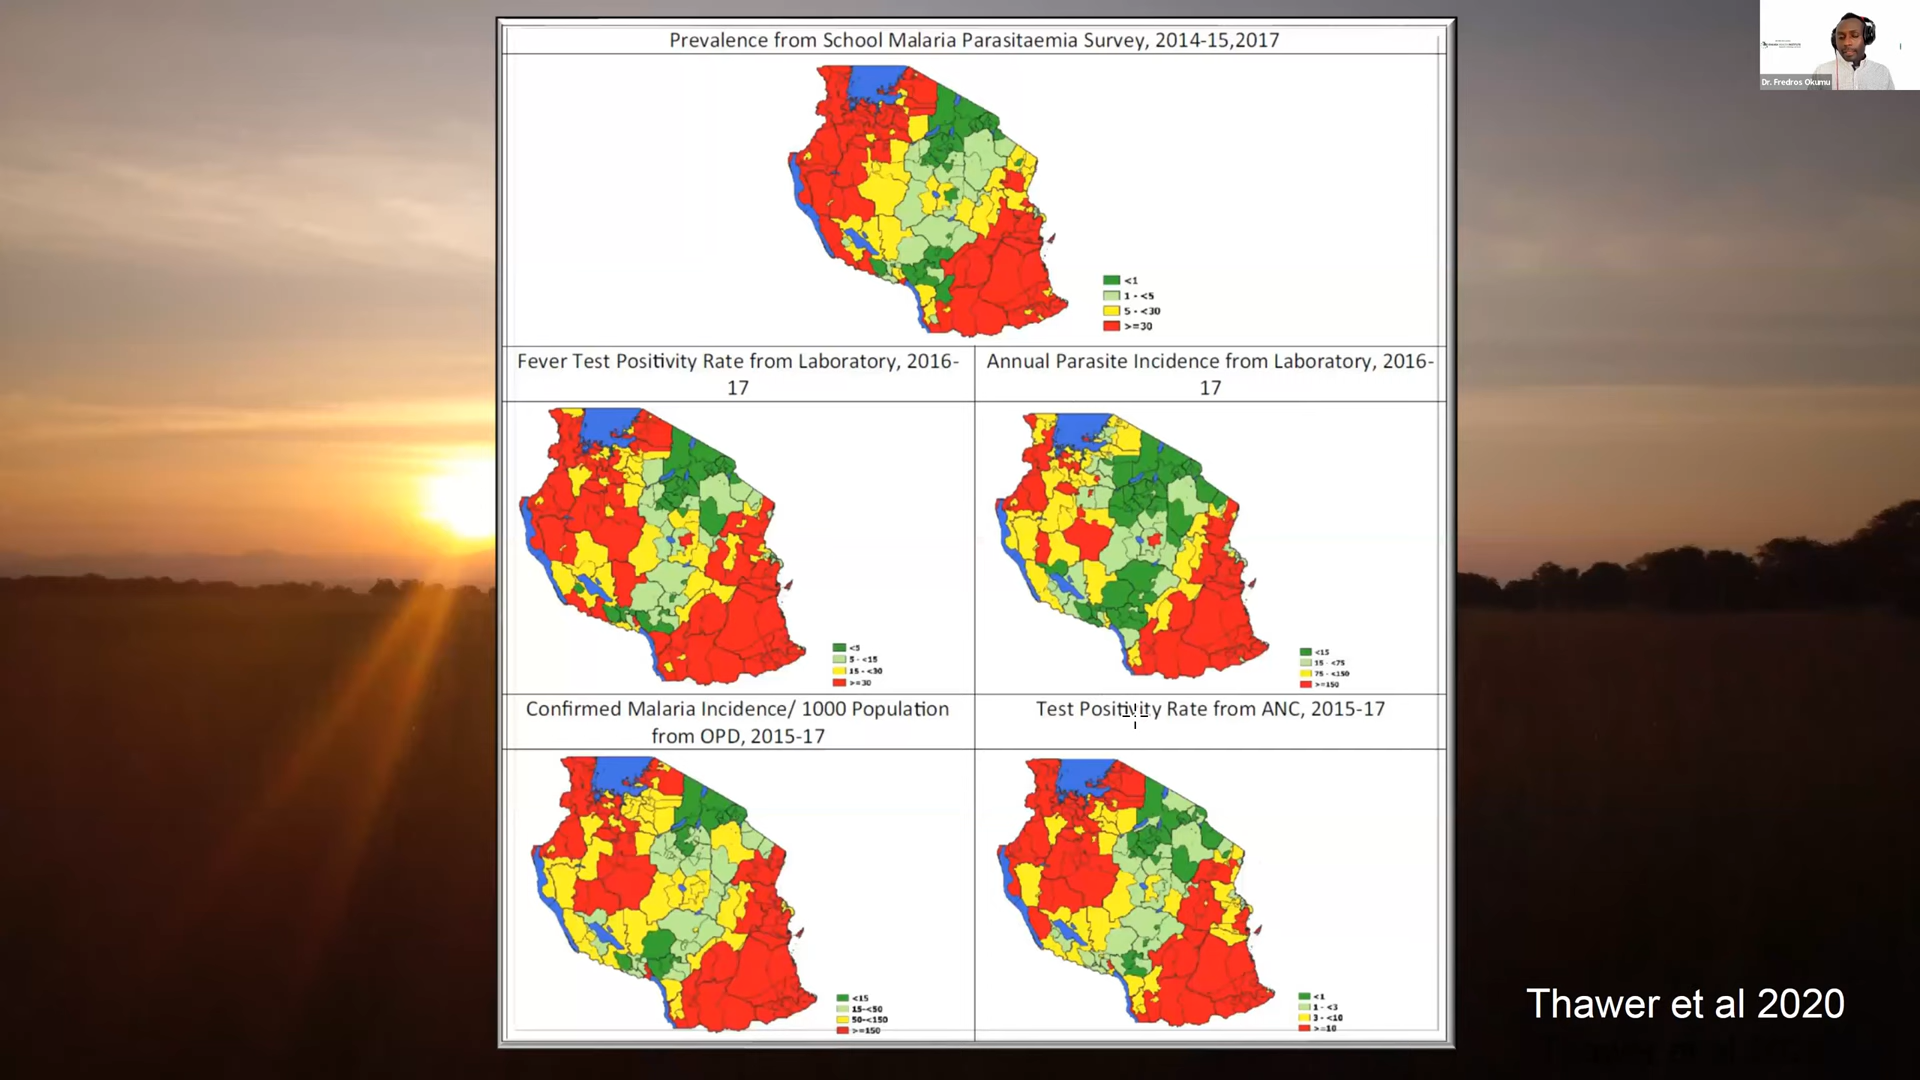 Prevalence from School Malaria Parasitaemia Survey, 2014-15,2017
Dr. Fredros Okumu
<1
1 - <5
5 - <30
>=30
Fever Test Positivity Rate from Laboratory, 2016-
17
Annual Parasite Incidence from Laboratory, 2016-
17
<5
5 - <15
15 - <30
>=30
<15
15 - <75
75 - <150
>=150
Confirmed Malaria Incidence/ 1000 Population
from OPD, 2015-17
Test Positivity Rate from ANC, 2015-17
<15
15-<50
50-<150
>=150
<1
1 - <3
3 - <10
>=10
Thawer et al 2020